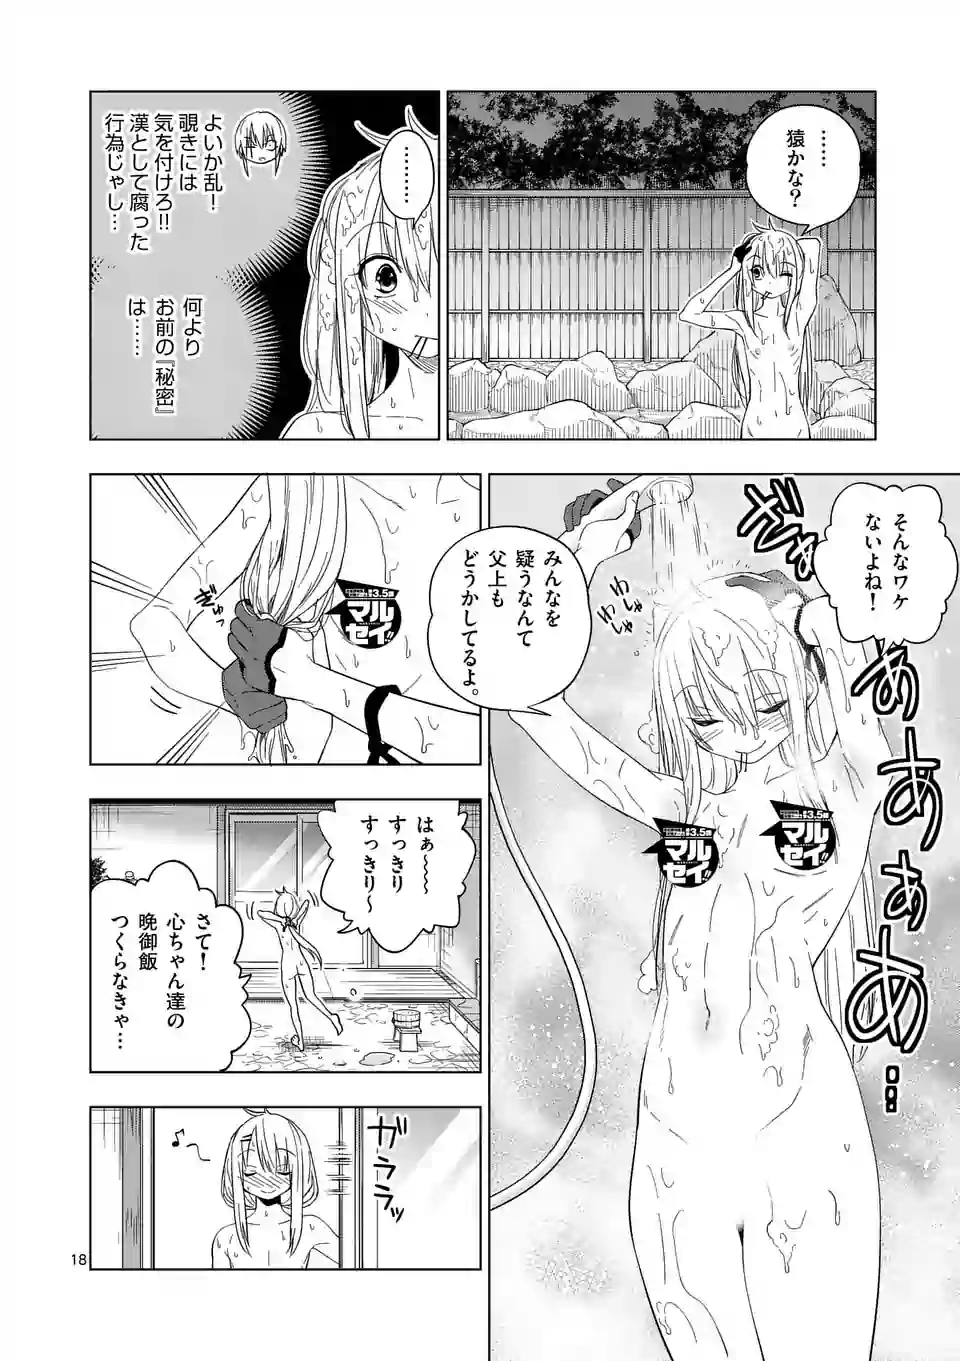 ……
猿かな？
………
よいか乱！
覗きには
気を付けろ!!
漢として腐った
行為じゃし…
何より
お前の『秘密』
は……
そんなワケ
ないよね！
ざぁぁ
わしゅ
わしゅ
みんなを
疑うなんて
父上も
どうかしてるよ。
あぁあぁあ…
マル
セイ!!
マル
セイ!!
ぎゅっ
マル
セイ!!
はぁ〜〜
すっきり
すっきり〜
さて！
心ちゃん達の
晩御飯
つくらなきゃ…
ガララッ
♪
18